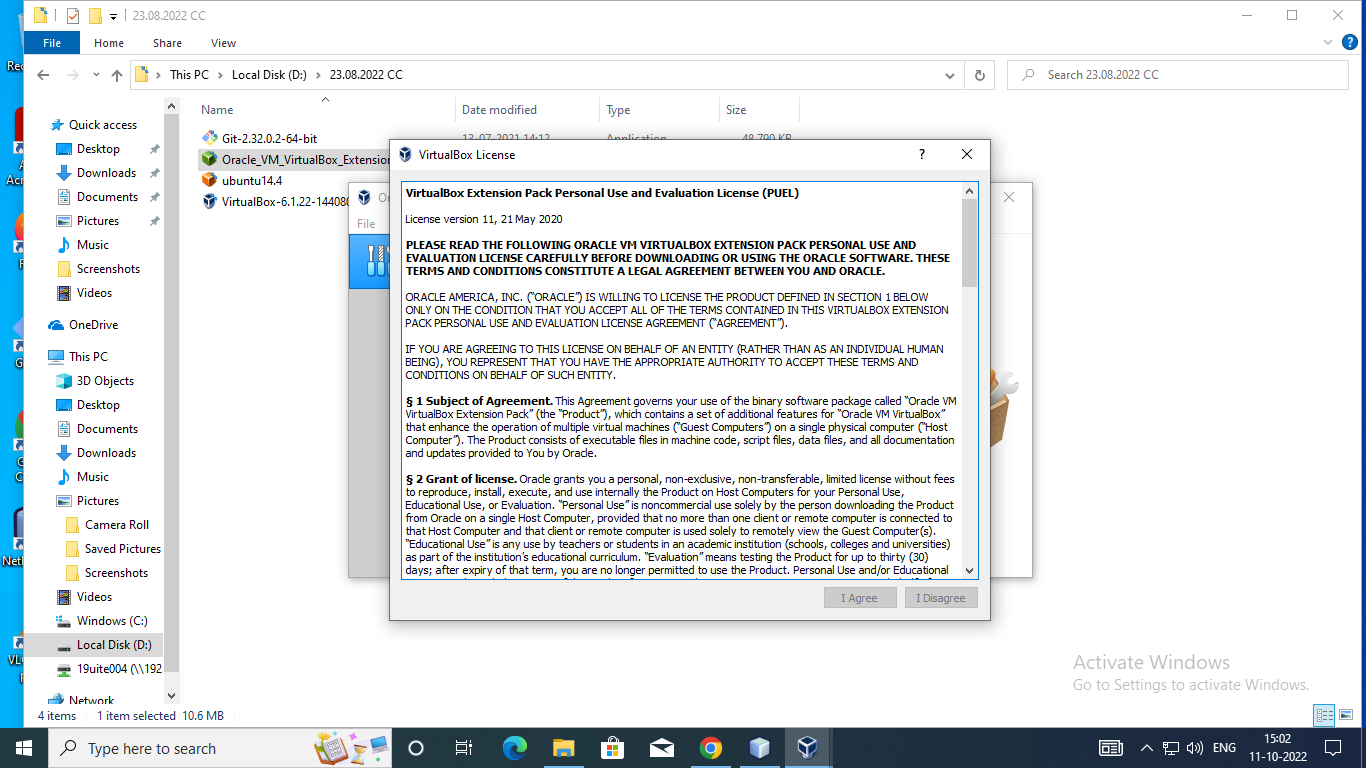 23.08.2022 CC
File
Home
Share
View
This PC
Local Disk (D:)
23.08.2022 CC
Search 23.08.2022 CC
Name
Date modified
Type
Size
Git-2.32.0.2-64-bit
13-07-2021 14:12
Application
48,790 KB
Oracle_VM_VirtualBox_Extension
ubuntu14.4
VirtualBox-6.1.22-144080
Quick access
Desktop
Downloads
Documents
Pictures
Music
Screenshots
Videos
OneDrive
This PC
3D Objects
Desktop
Documents
Downloads
Music
Pictures
Camera Roll
Saved Pictures
Screenshots
Videos
Windows (C:)
Local Disk (D:)
19uite004 (\\192
Network
4 items
1 item selected 10.6 MB
File
VirtualBox License
?
VirtualBox Extension Pack Personal Use and Evaluation License (PUEL)
License version 11, 21 May 2020
PLEASE READ THE FOLLOWING ORACLE VM VIRTUALBOX EXTENSION PACK PERSONAL USE AND
EVALUATION LICENSE CAREFULLY BEFORE DOWNLOADING OR USING THE ORACLE SOFTWARE. THESE
TERMS AND CONDITIONS CONSTITUTE A LEGAL AGREEMENT BETWEEN YOU AND ORACLE.
ORACLE AMERICA, INC. (“ORACLE”) IS WILLING TO LICENSE THE PRODUCT DEFINED IN SECTION 1 BELOW
ONLY ON THE CONDITION THAT YOU ACCEPT ALL OF THE TERMS CONTAINED IN THIS VIRTUALBOX EXTENSION
PACK PERSONAL USE AND EVALUATION LICENSE AGREEMENT (“AGREEMENT”).
IF YOU ARE AGREEING TO THIS LICENSE ON BEHALF OF AN ENTITY (RATHER THAN AS AN INDIVIDUAL HUMAN
BEING), YOU REPRESENT THAT YOU HAVE THE APPROPRIATE AUTHORITY TO ACCEPT THESE TERMS AND
CONDITIONS ON BEHALF OF SUCH ENTITY.
§ 1 Subject of Agreement. This Agreement governs your use of the binary software package called “Oracle VM
VirtualBox Extension Pack” (the “Product”), which contains a set of additional features for “Oracle VM VirtualBox”
that enhance the operation of multiple virtual machines (“Guest Computers”) on a single physical computer (“Host
Computer”). The Product consists of executable files in machine code, script files, data files, and all documentation
and updates provided to You by Oracle.
§ 2 Grant of license. Oracle grants you a personal, non-exclusive, non-transferable, limited license without fees
to reproduce, install, execute, and use internally the Product on Host Computers for your Personal Use,
Educational Use, or Evaluation. “Personal Use” is noncommercial use solely by the person downloading the Product
from Oracle on a single Host Computer, provided that no more than one client or remote computer is connected to
that Host Computer and that client or remote computer is used solely to remotely view the Guest Computer(s).
“Educational Use” is any use by teachers or students in an academic institution (schools, colleges and universities)
as part of the institution’s educational curriculum. “Evaluation” means testing the Product for up to thirty (30)
days; after expiry of that term, you are no longer permitted to use the Product. Personal Use and/or Educational
I Agree
I Disagree
Activate Windows
Go to Settings to activate Windows.
Type here to search
ENG
15:02
11-10-2022